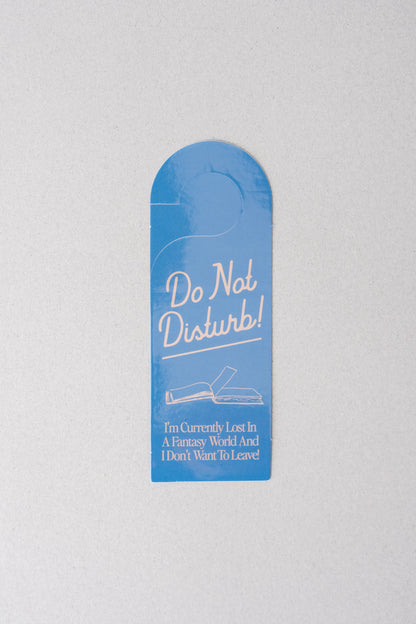 Do Not
Disturb!
I'm Currently Lost In
A Fantasy World And
I Don't Want To Leave!